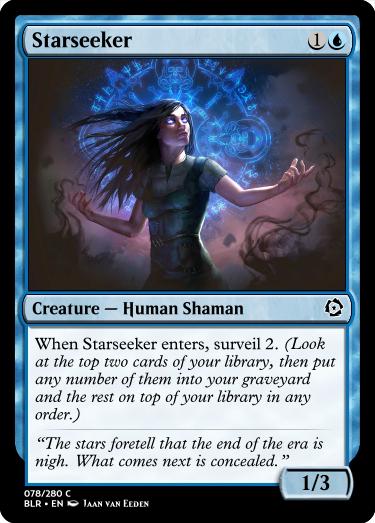 Starseeker
1
Creature — Human Shaman
When Starseeker enters, surveil 2. (Look
at the top two cards of your library, then put
any number of them into your graveyard
and the rest on top of your library in any
order.)
“The stars foretell that the end of the era is
nigh. What comes next is concealed.”
1/3
078/280 C
BLR • EN Jaan van Eeden